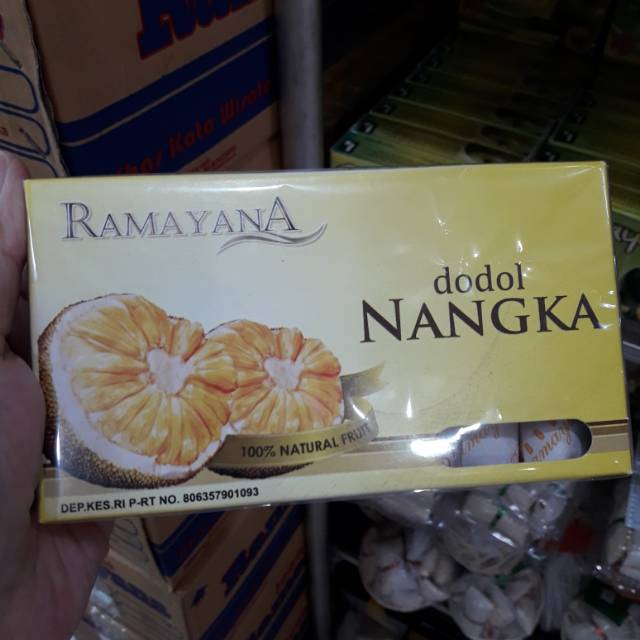 RAMAYANA
dodol
NANGKA
100% NATURAL FRUIT
DEP.KES.RI P-RT NO. 806357901093